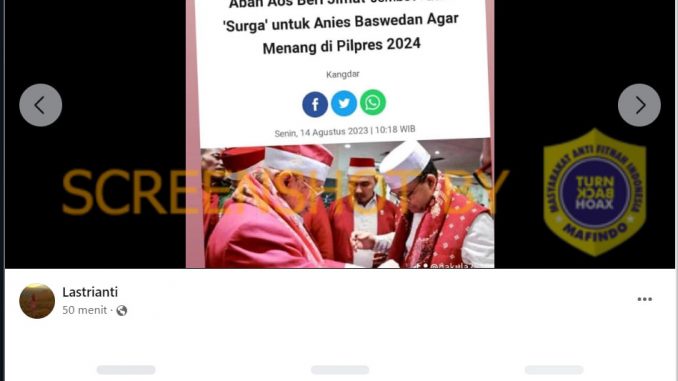 Abah Aos Beri Jimat
'Surga' untuk Anies Baswedan Agar
Menang di Pilpres 2024
Kangdar
Senin, 14 Agustus 2023 | 10:18 WIB
SCREENSHOT BY
MASYARAKAT ANTI FITNAH INDONESIA
TURN
BACK
HOAX
MAFINDO
Lastrianti
50 menit ·